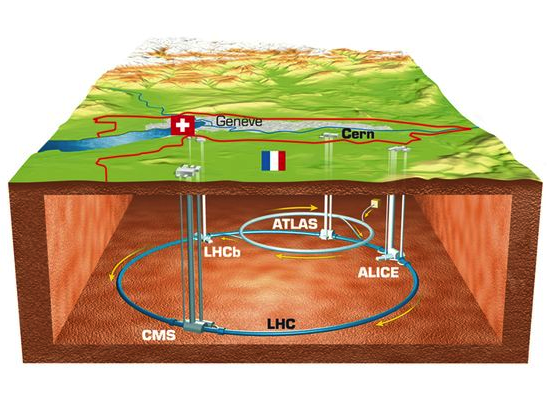 Geneve
Cern
ATLAS
LHCb
ALICE
LHC
CMS